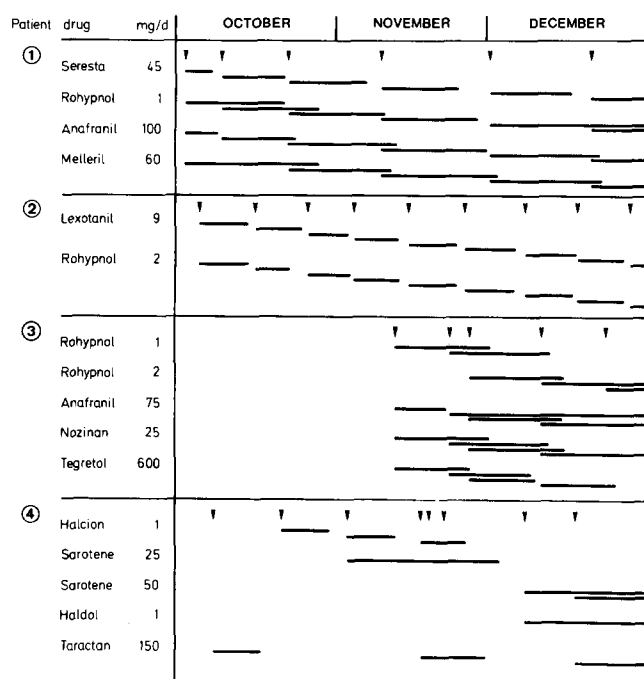 Patient drug mg/d OCTOBER NOVEMBER DECEMBER
1
Seresta 45
Rohypnol 1
Anafranil 100
Melleril 60
2
Lexotanil 9
Rohypnol 2
3
Rohypnol 1
Rohypnol 2
Anafranil 75
Nozinan 25
Tegretol 600
4
Halcion 1
Sarotene 25
Sarotene 50
Haldol 1
Taractan 150